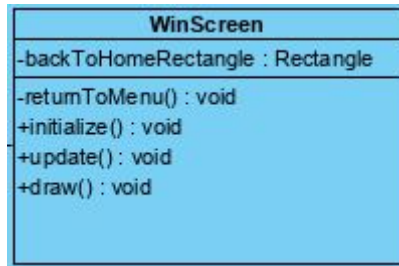 WinScreen
-backToHomeRectangle : Rectangle
-returnToMenu() : void
+initialize() : void
+update() : void
+draw() : void